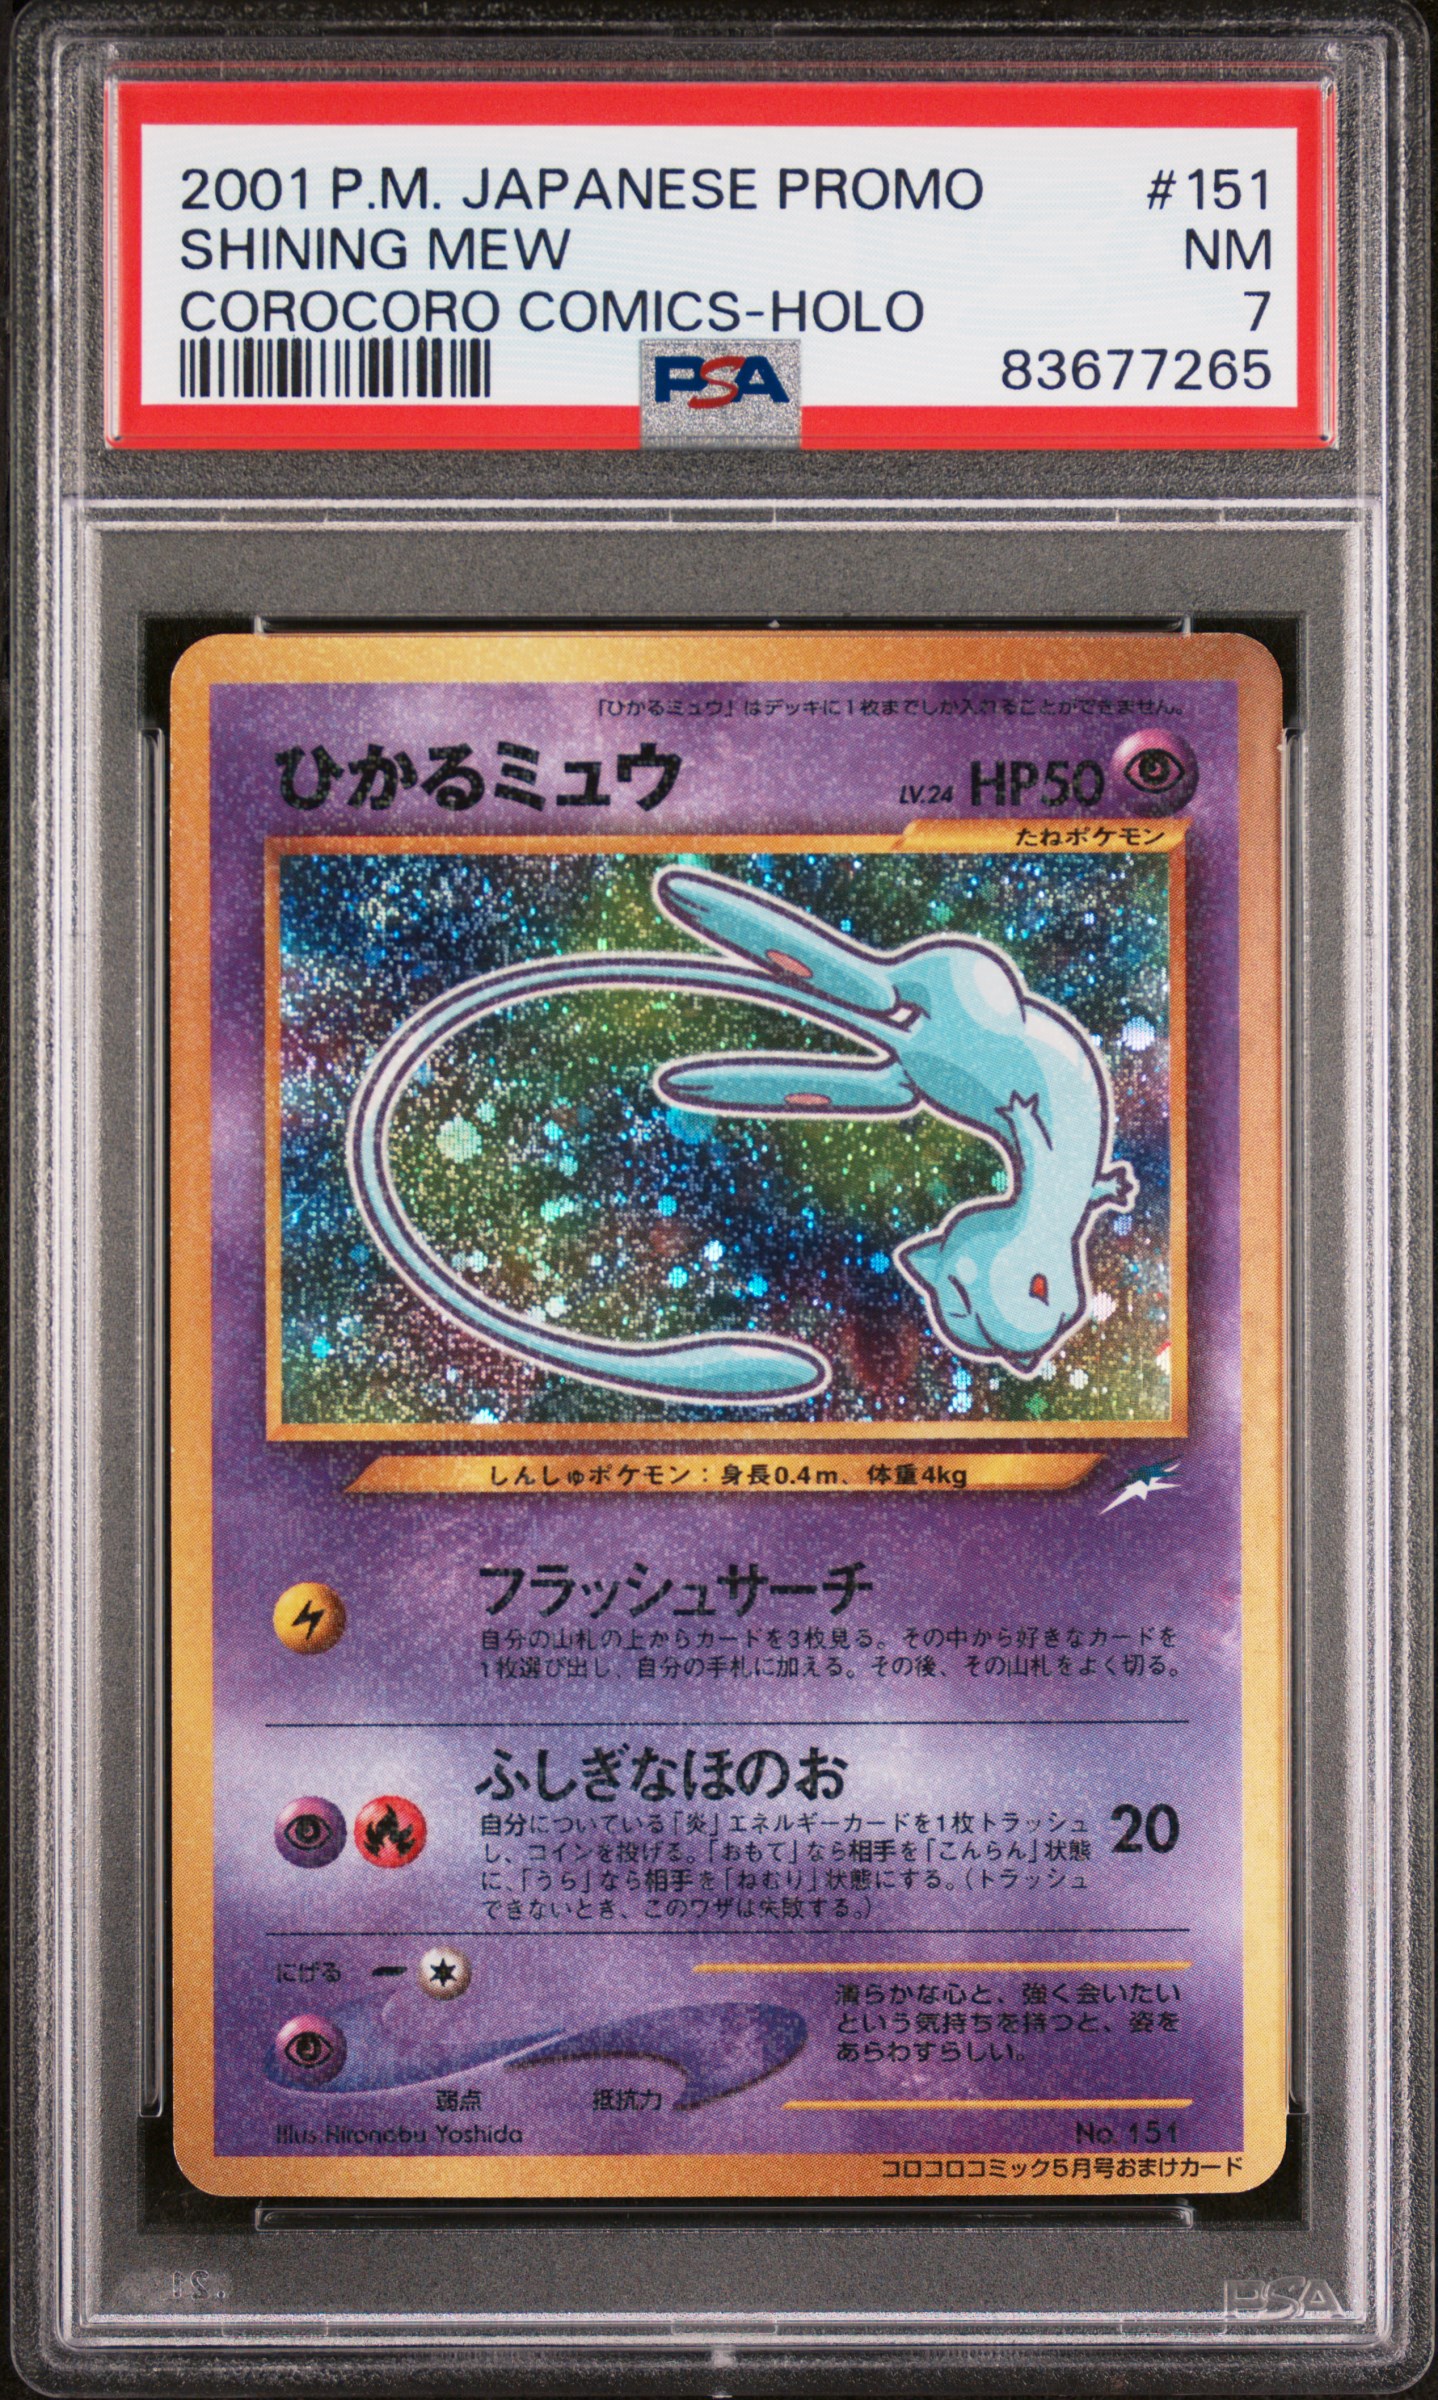 2001 P.M. JAPANESE PROMO #151
SHINING MEW NM
COROCORO COMICS-HOLO 7
PSA 83677265
「ひかるミュウ」はデッキに1枚までしか入れることができません。
ひかるミュウ LV.24 HP50
たねポケモン
しんしゅポケモン：身長0.4m、体重4kg
フラッシュサーチ
自分の山札の上からカードを3枚見る。その中から好きなカードを
1枚選び出し、自分の手札に加える。その後、その山札をよく切る。
ふしぎなほのお 20
自分についている「炎」エネルギーカードを1枚トラッシュ
し、コインを投げる。「おもて」なら相手を「こんらん」状態
に、「うら」なら相手を「ねむり」状態にする。（トラッシュ
できないとき、このワザは失敗する。）
にげる
清らかな心と、強く会いたい
という気持ちを持つと、姿を
あらわすらしい。
弱点 抵抗力
Illus.Hironobu Yoshida No. 151
コロコロコミック5月号おまけカード
PSA